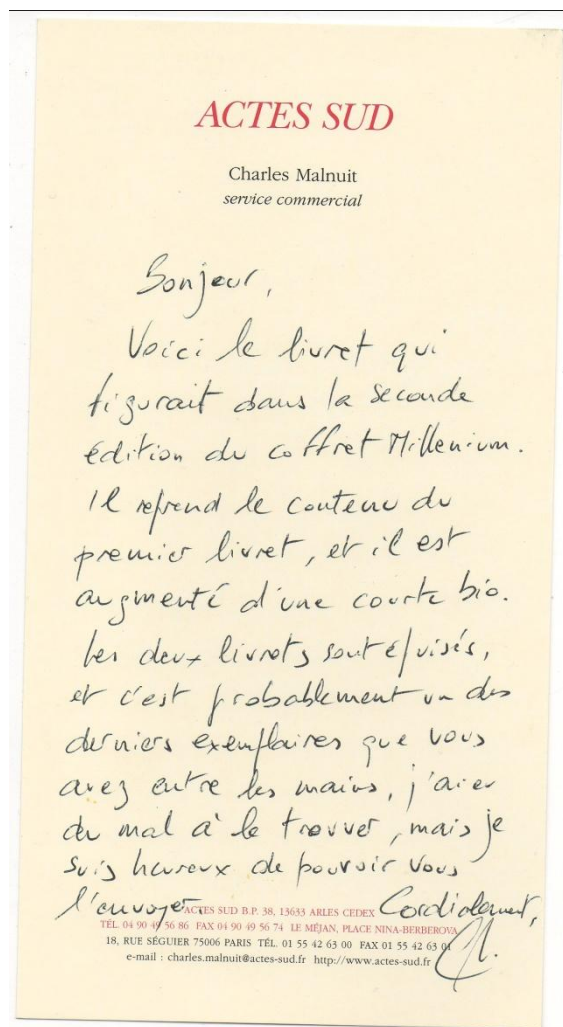 ACTES SUD
Charles Malnuit
service commercial
Bonjour,
Voici le livret qui
figurait dans la seconde
édition du coffret Millenium.
Il reprend le contenu du
premier livret, et il est
augmenté d'une courte bio.
Les deux livrets sont épuisés,
et c'est probablement un des
derniers exemplaires que vous
avez entre les mains, j'ai eu
du mal à le trouver, mais je
suis heureux de pouvoir vous
l'envoyer. Cordialement,
ACTES SUD B.P. 38, 13633 ARLES CEDEX
TÉL. 04 90 49 56 86 FAX 04 90 49 56 74 LE MÉJAN, PLACE NINA-BERBEROVA
18, RUE SÉGUIER 75006 PARIS TÉL. 01 55 42 63 00 FAX 01 55 42 63 01
e-mail : charles.malnuit@actes-sud.fr http://www.actes-sud.fr